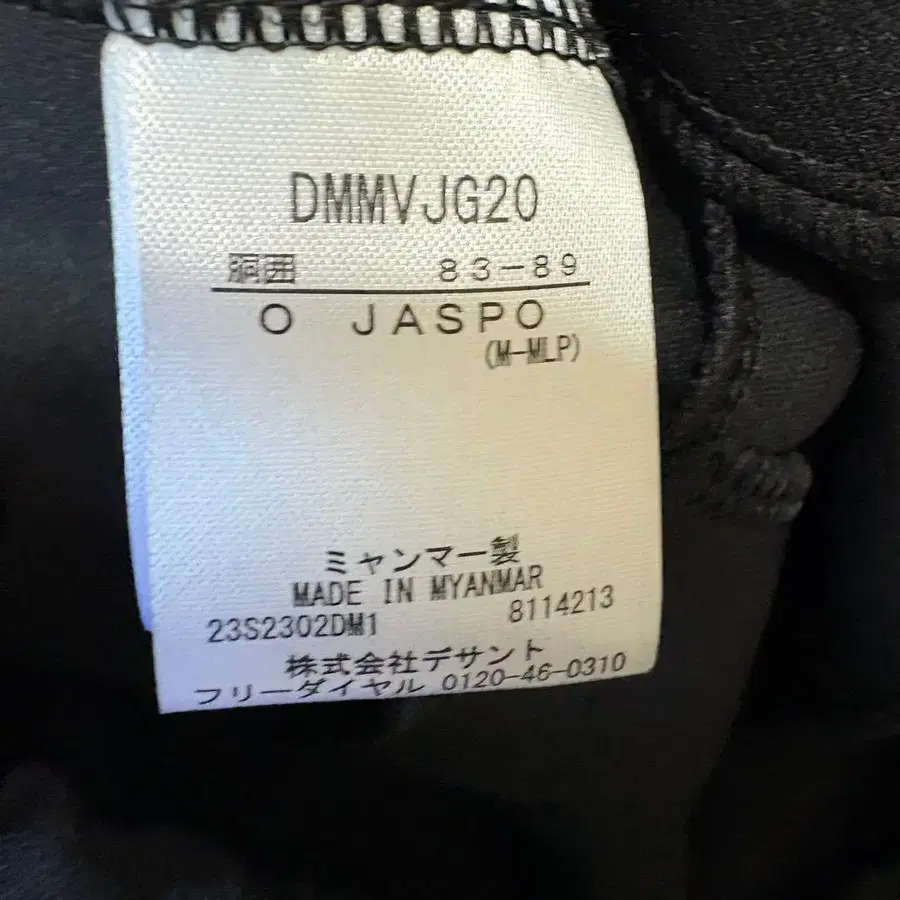 DMMVJG20
胴囲 83-89
O JASPO
(M-MLP)
ミャンマー製
MADE IN MYANMAR
23S2302DM1 8114213
株式会社デサント
フリーダイヤル 0120-46-0310